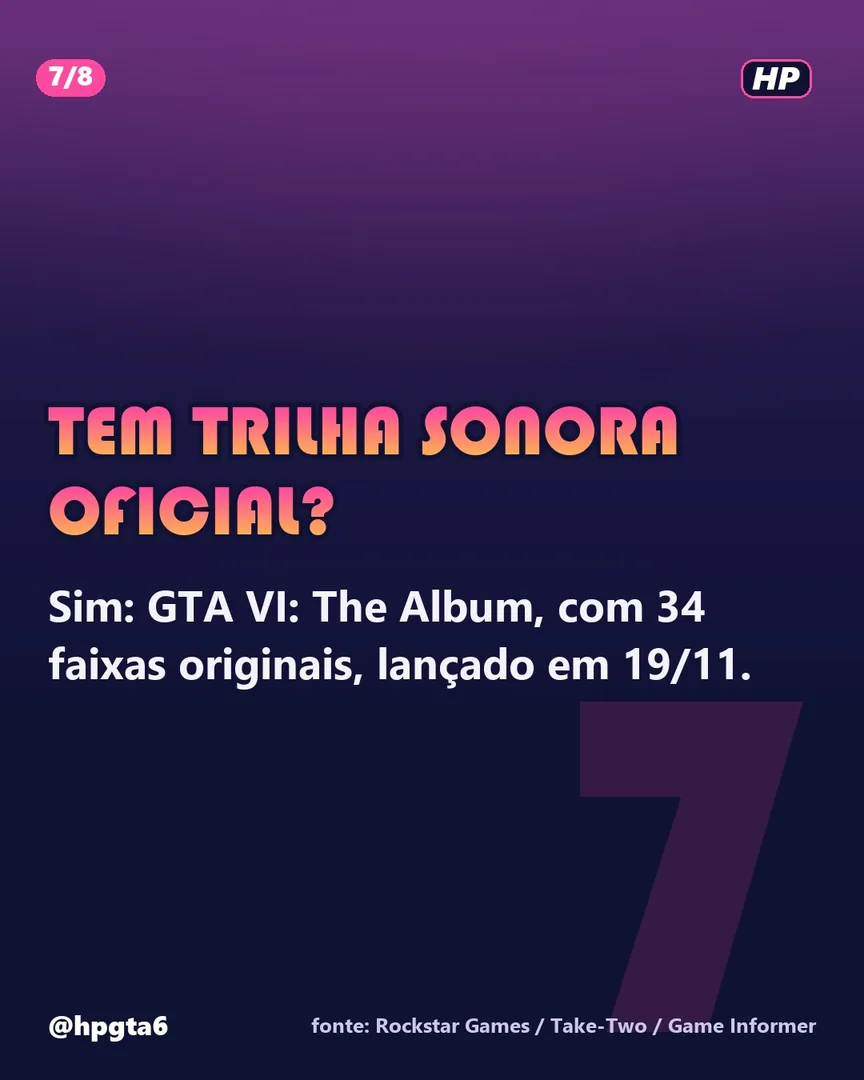 7/8
HP
TEM TRILHA SONORA
OFICIAL?
Sim: GTA VI: The Album, com 34
faixas originais, lançado em 19/11.
7
@hpgta6
fonte: Rockstar Games / Take-Two / Game Informer